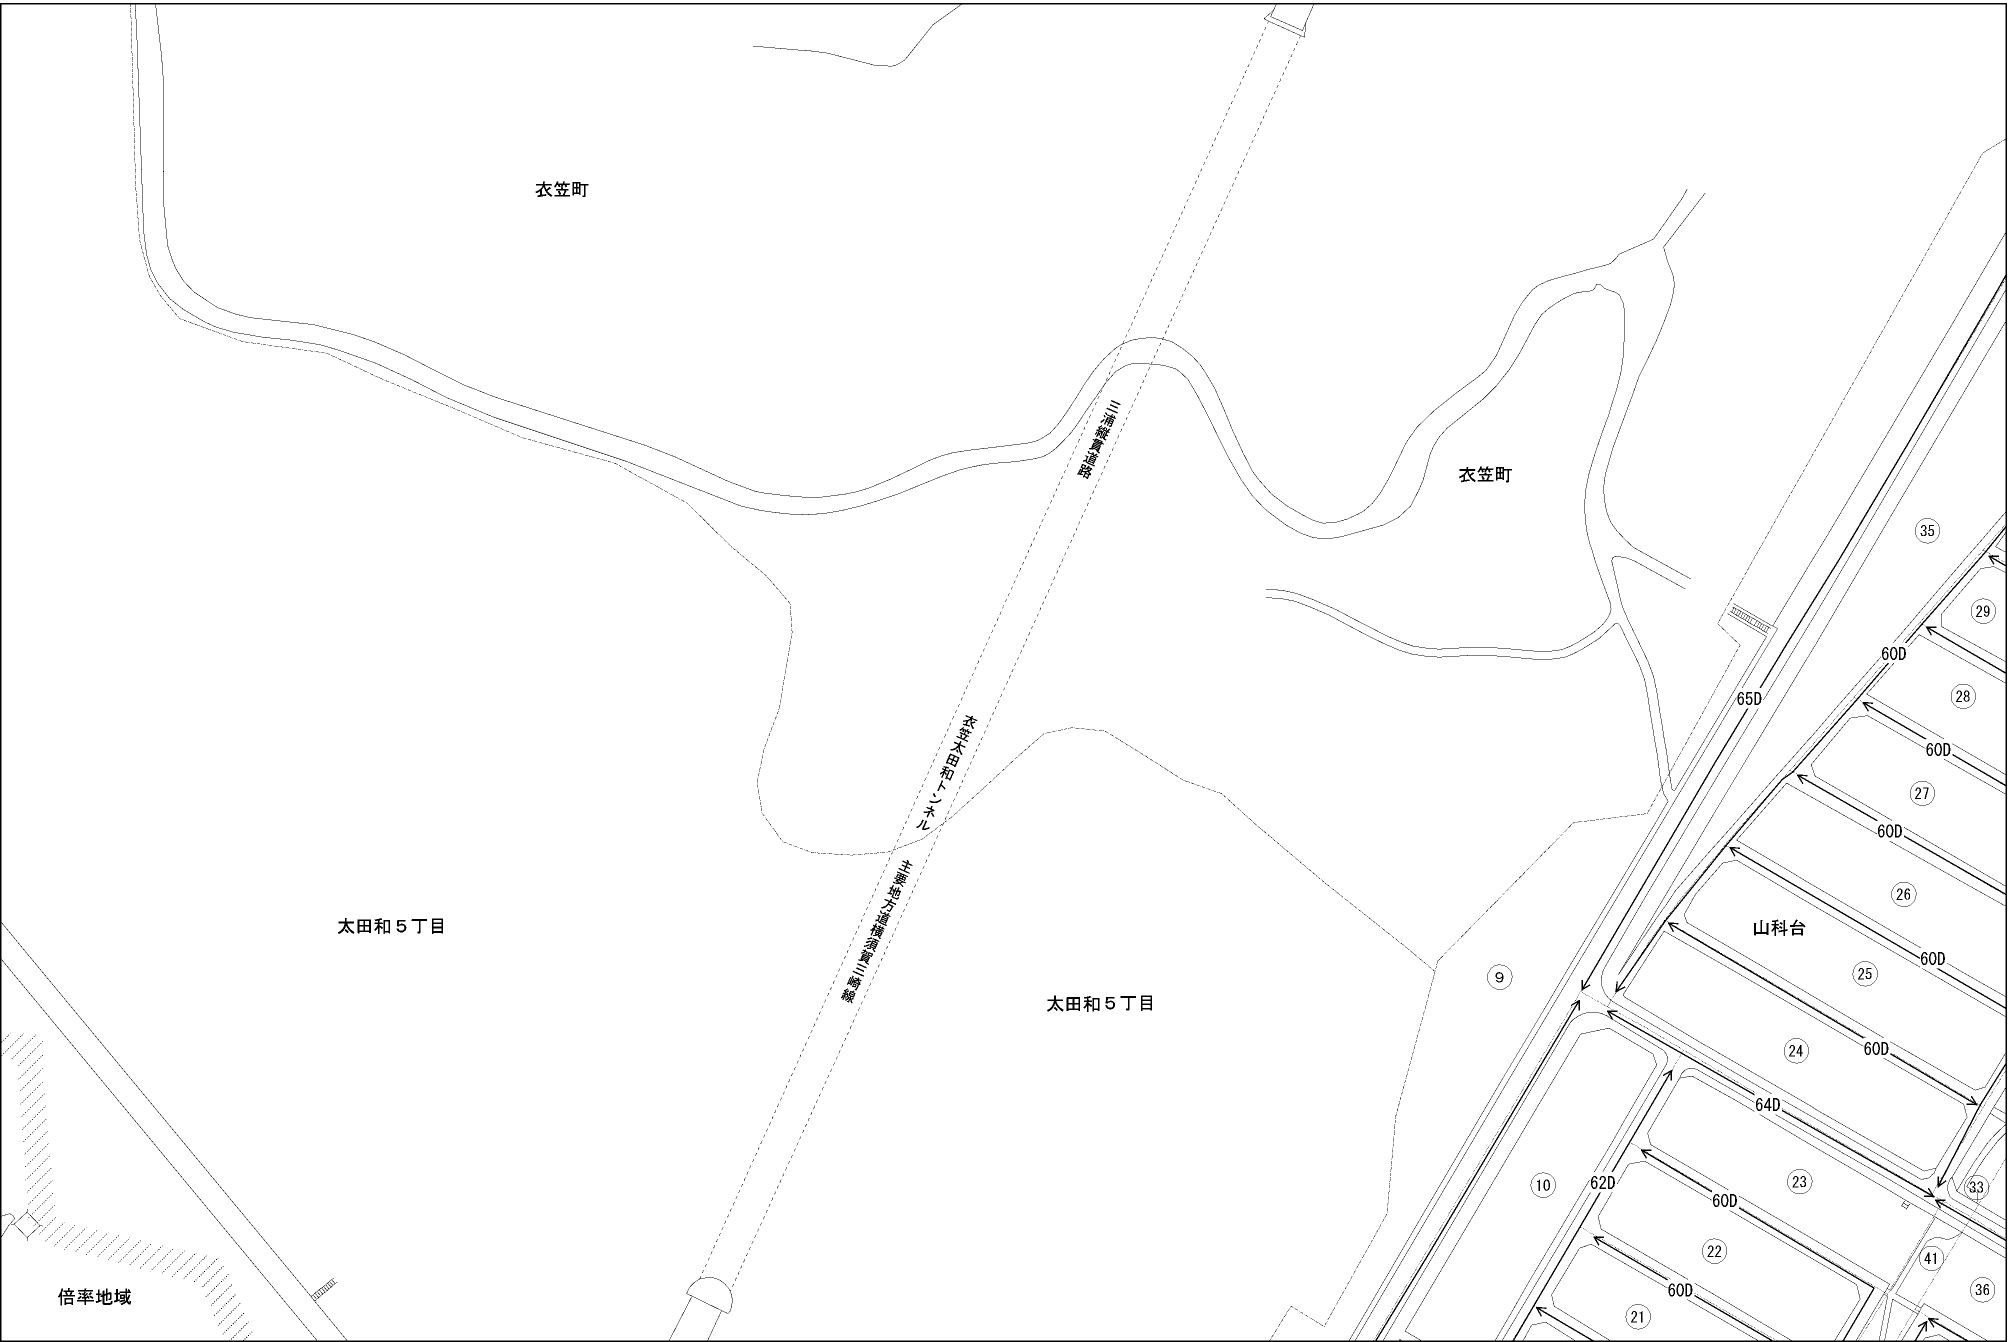 衣笠町
三浦縦貫道路
衣笠町
35
29
60D
28
65D
60D
衣笠太田和トンネル
27
60D
主要地方道横須賀三崎線
26
太田和5丁目
山科台
60D
25
9
太田和5丁目
60D
24
64D
10
62D
23
33
60D
22
41
36
60D
21
倍率地域